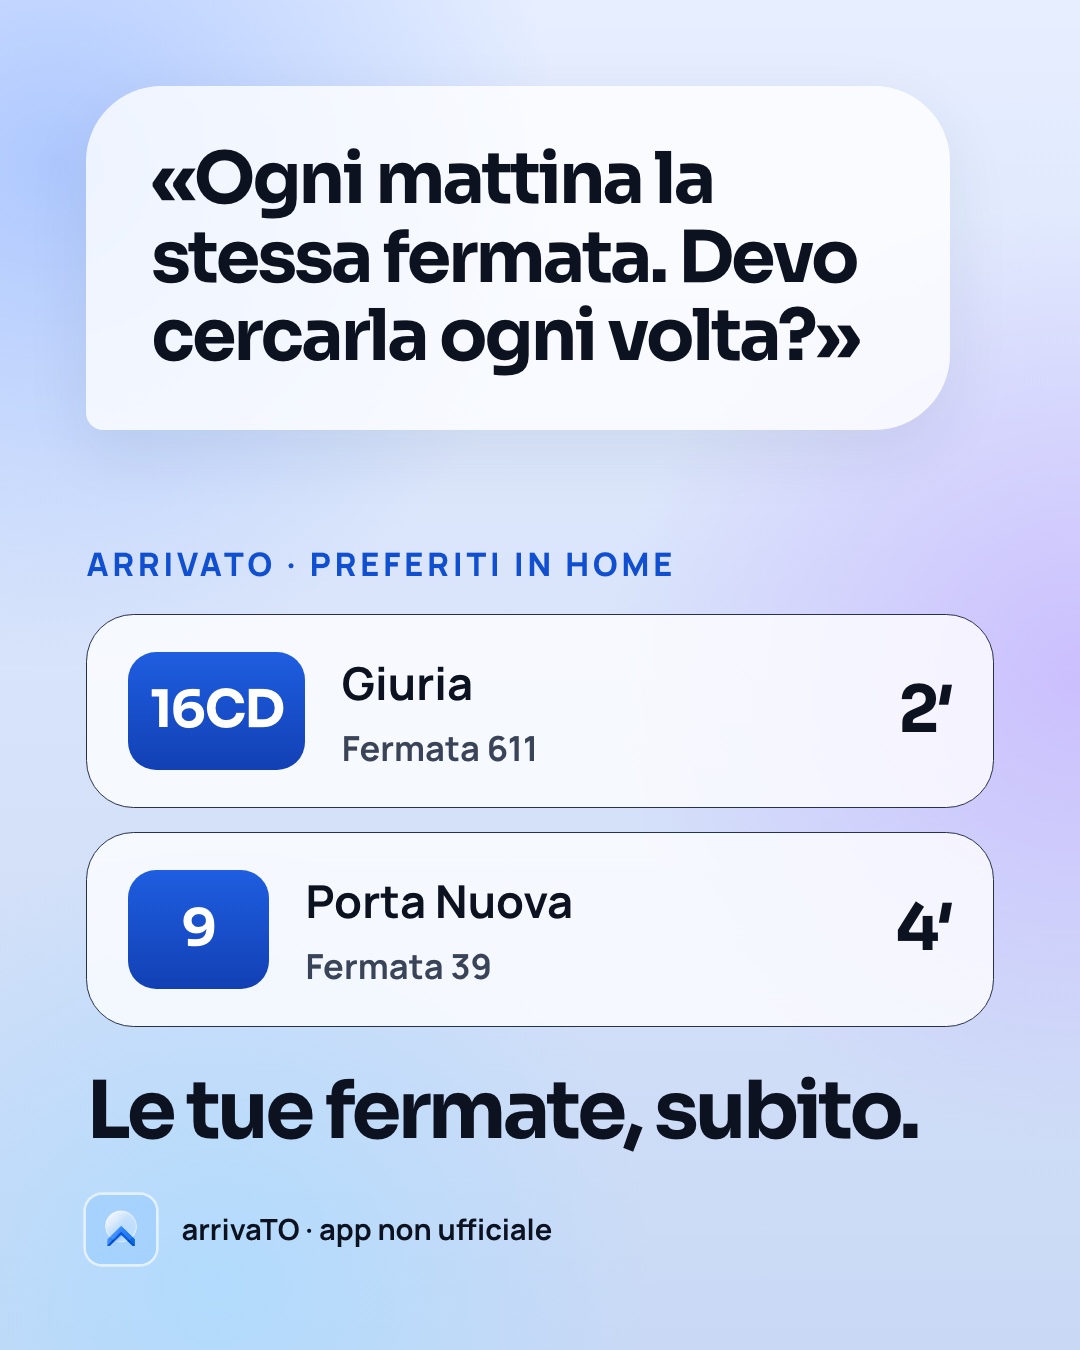 «Ogni mattina la
stessa fermata. Devo
cercarla ogni volta?»
ARRIVATO · PREFERITI IN HOME
16CD
Giuria
Fermata 611
2′
9
Porta Nuova
Fermata 39
4′
Le tue fermate, subito.
arrivaTO · app non ufficiale